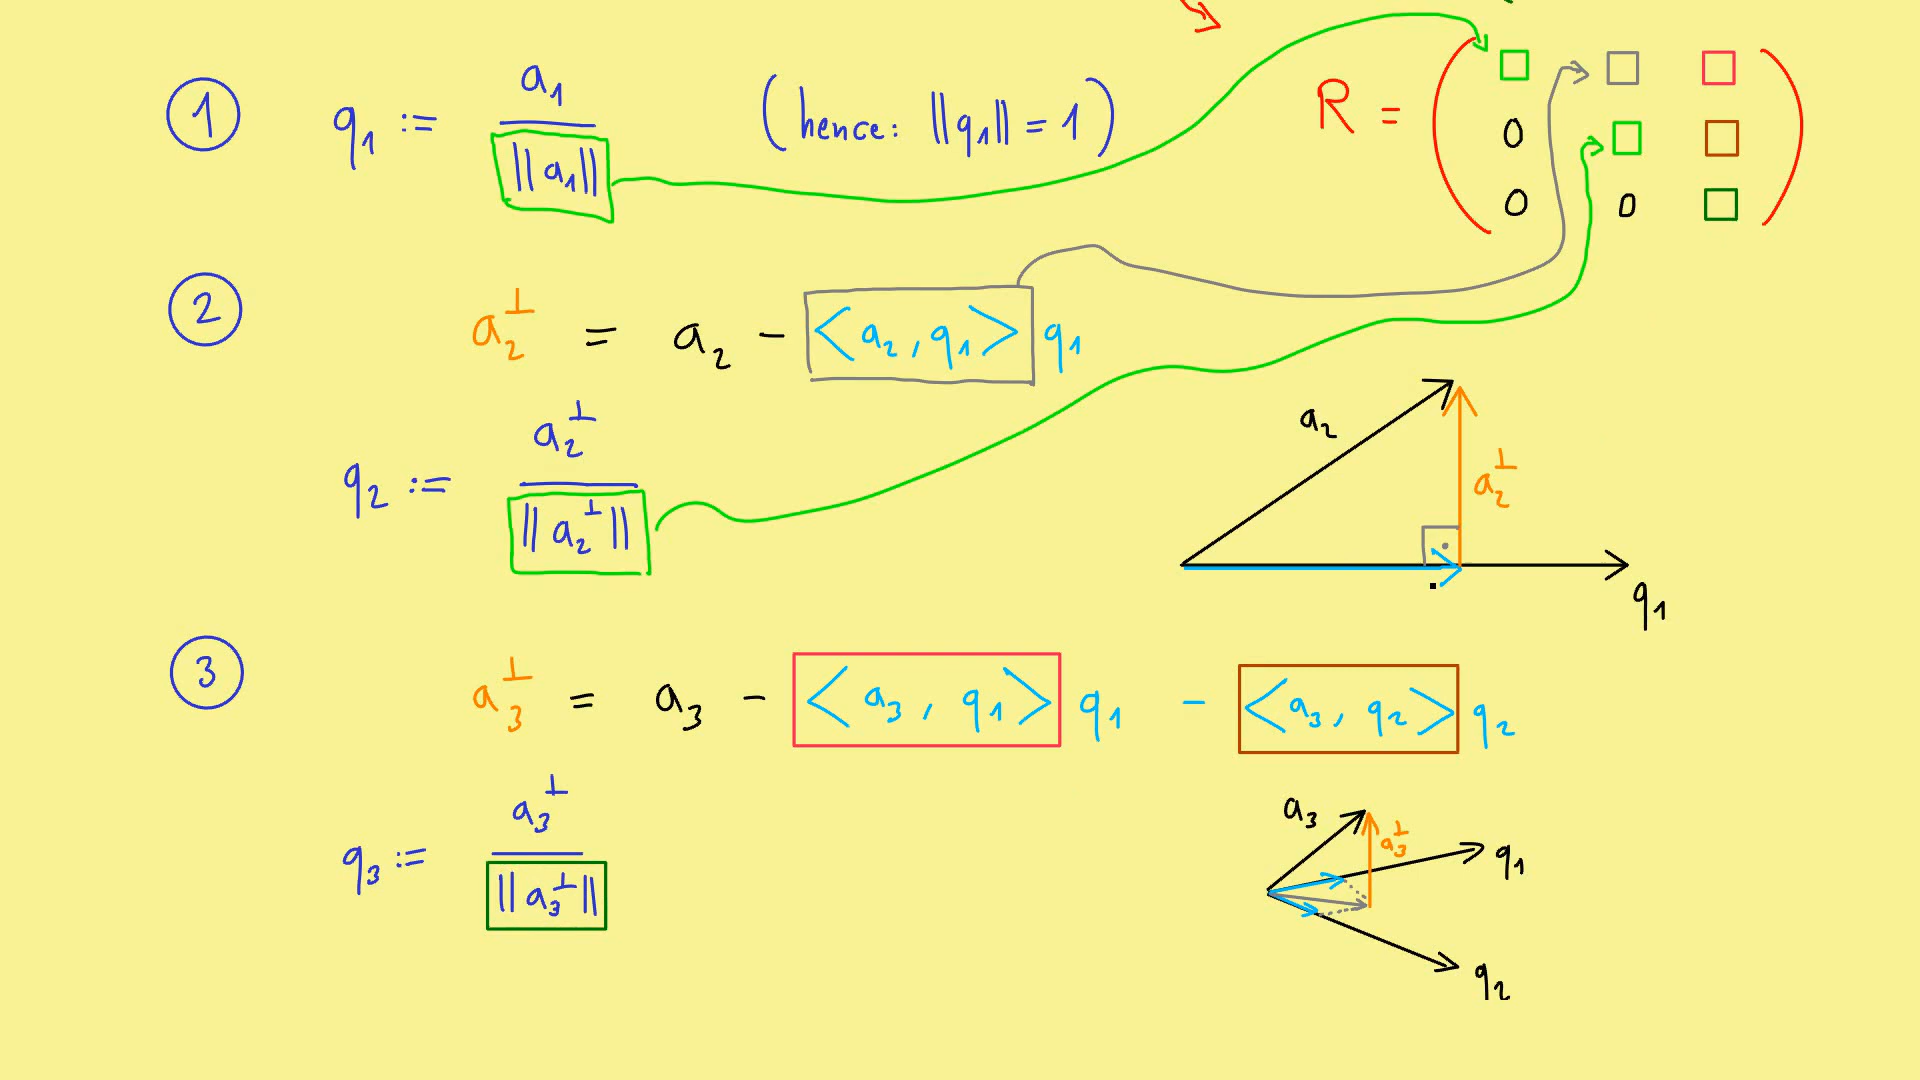 1 q₁ := a₁ / ||a₁|| (hence: ||q₁|| = 1)
R = ( □ □ □
0 □ □
0 0 □ )
2 a₂^⊥ = a₂ − <a₂, q₁> q₁
q₂ := a₂^⊥ / ||a₂^⊥||
a₂
a₂^⊥
q₁
3 a₃^⊥ = a₃ − <a₃, q₁> q₁ − <a₃, q₂> q₂
q₃ := a₃^⊥ / ||a₃^⊥||
a₃
a₃^⊥
q₁
q₂